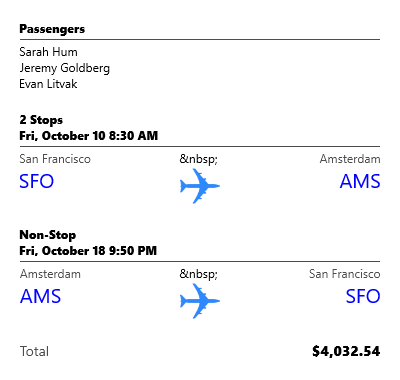 Passengers
Sarah Hum
Jeremy Goldberg
Evan Litvak
2 Stops
Fri, October 10 8:30 AM
San Francisco &nbsp; Amsterdam
SFO AMS
Non-Stop
Fri, October 18 9:50 PM
Amsterdam &nbsp; San Francisco
AMS SFO
Total $4,032.54